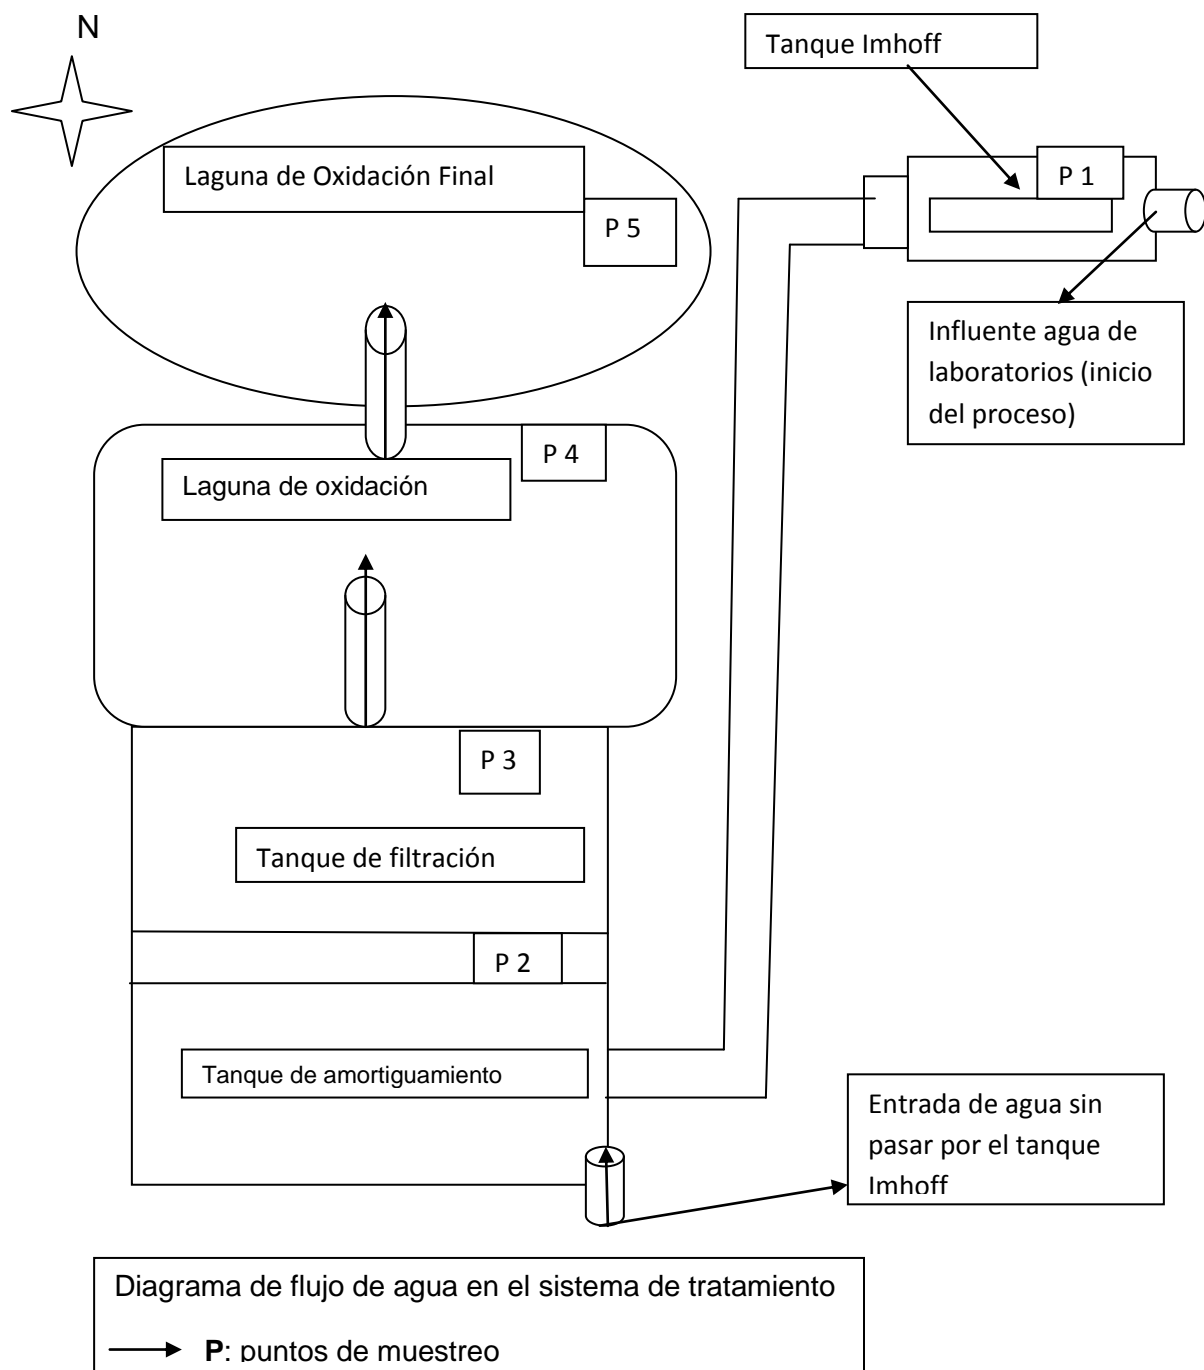 N
Tanque Imhoff
Laguna de Oxidación Final
P 1
P 5
Influente agua de
laboratorios (inicio
del proceso)
P 4
Laguna de oxidación
P 3
Tanque de filtración
P 2
Tanque de amortiguamiento
Entrada de agua sin
pasar por el tanque
Imhoff
Diagrama de flujo de agua en el sistema de tratamiento
P: puntos de muestreo